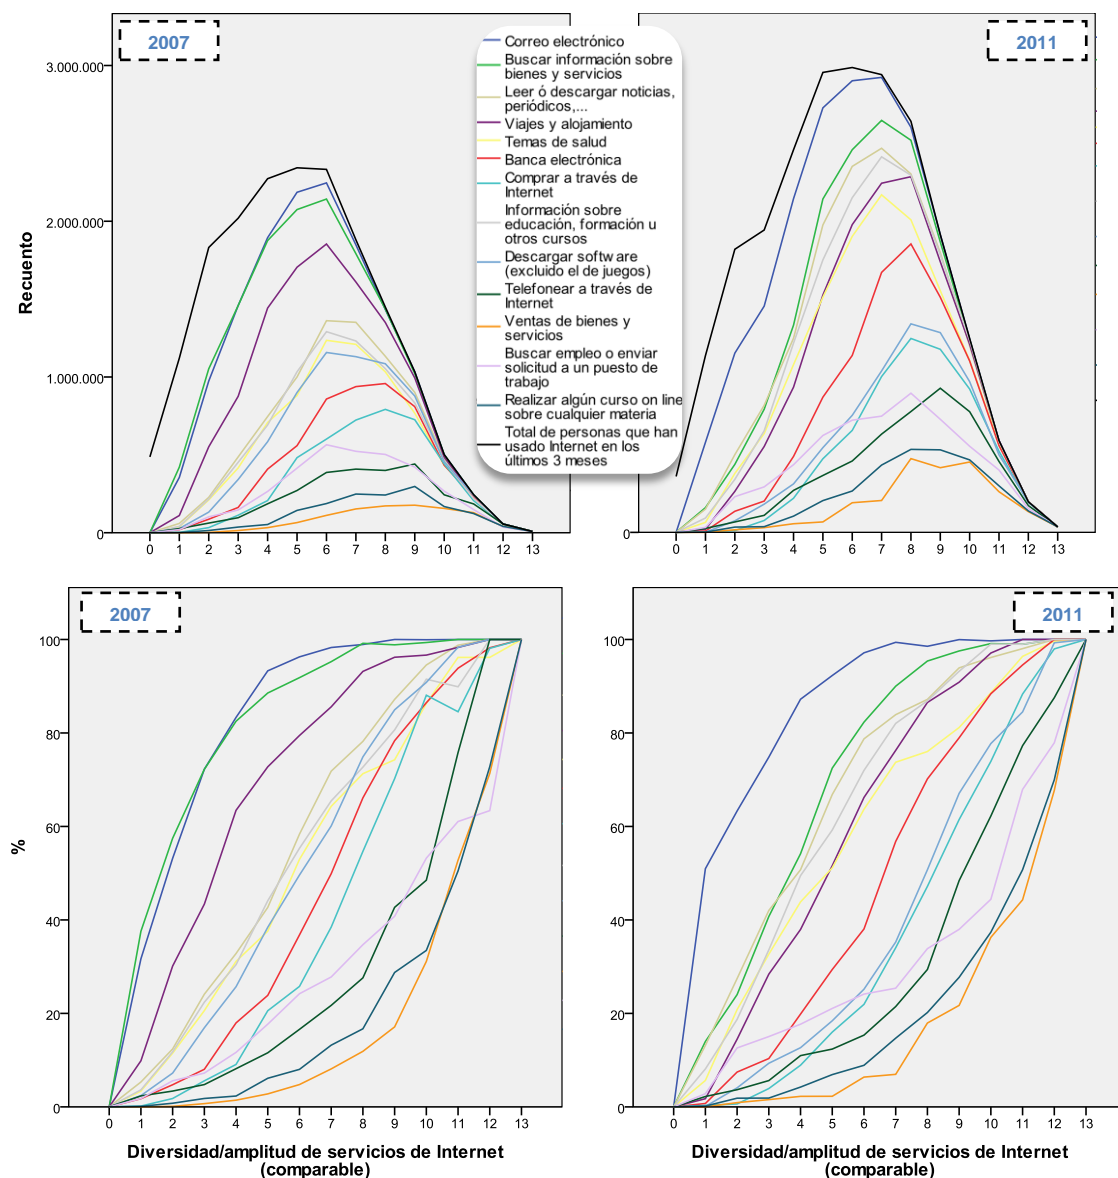 2007
2011
Correo electrónico
Buscar información sobre
bienes y servicios
Leer ó descargar noticias,
periódicos,...
Viajes y alojamiento
Temas de salud
Banca electrónica
Comprar a través de
Internet
Información sobre
educación, formación u
otros cursos
Descargar software
(excluido el de juegos)
Telefonear a través de
Internet
Ventas de bienes y
servicios
Buscar empleo o enviar
solicitud a un puesto de
trabajo
Realizar algún curso on line
sobre cualquier materia
Total de personas que han
usado Internet en los
últimos 3 meses
Recuento
3.000.000
2.000.000
1.000.000
0
0 1 2 3 4 5 6 7 8 9 10 11 12 13
0
0 1 2 3 4 5 6 7 8 9 10 11 12 13
2007
%
100
80
60
40
20
0
0 1 2 3 4 5 6 7 8 9 10 11 12 13
Diversidad/amplitud de servicios de Internet
(comparable)
2011
100
80
60
40
20
0
0 1 2 3 4 5 6 7 8 9 10 11 12 13
Diversidad/amplitud de servicios de Internet
(comparable)